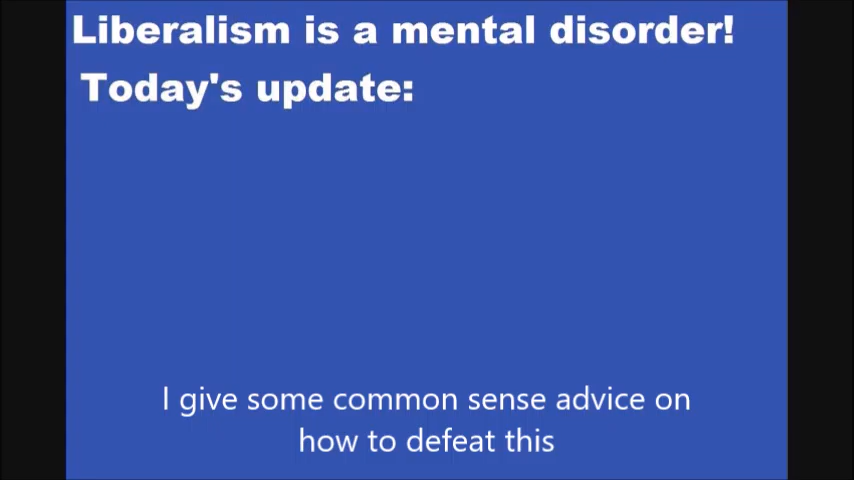 Liberalism is a mental disorder!
Today's update:
I give some common sense advice on
how to defeat this